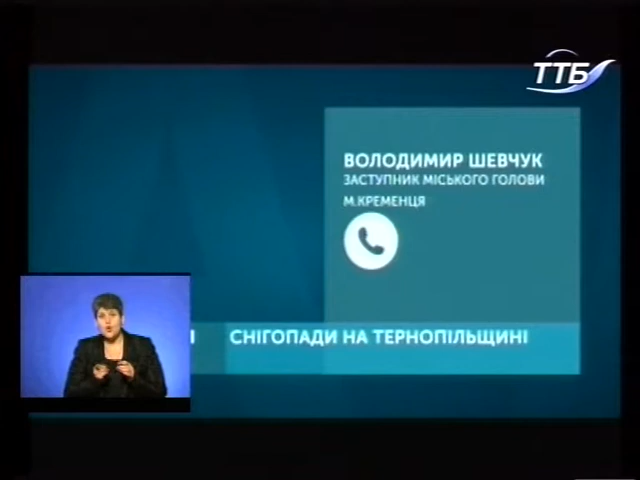 ТТБ
ВОЛОДИМИР ШЕВЧУК
ЗАСТУПНИК МІСЬКОГО ГОЛОВИ
М.КРЕМЕНЦЯ
СНІГОПАДИ НА ТЕРНОПІЛЬЩИНІ